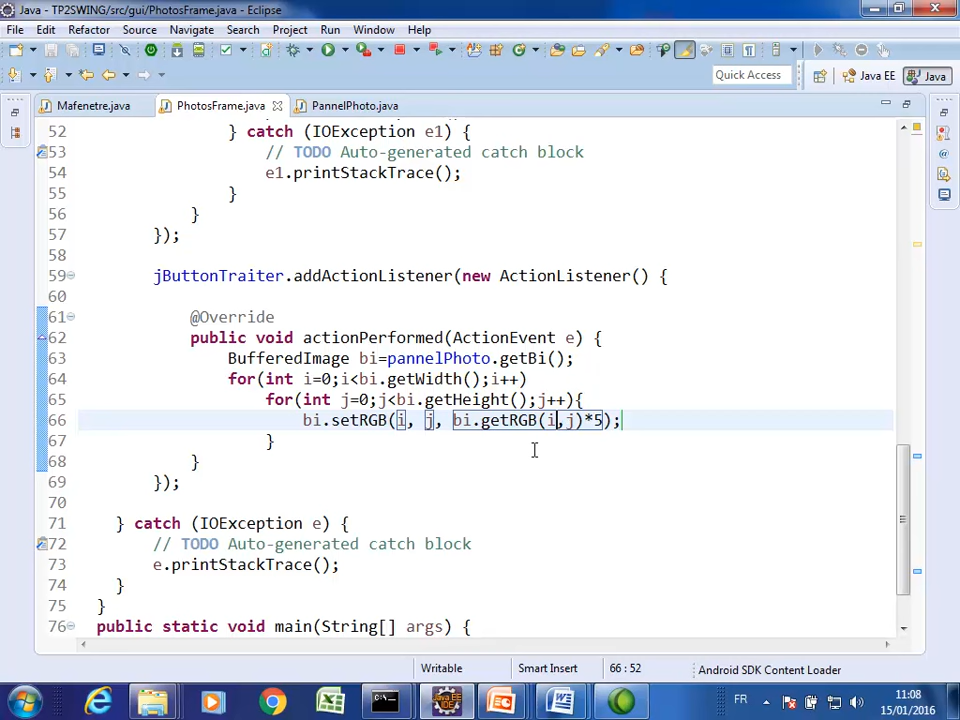 Java - TP2SWING/src/gui/PhotosFrame.java - Eclipse
File Edit Refactor Source Navigate Search Project Run Window Help
Quick Access
Java EE
Java
Mafenetre.java
PhotosFrame.java
PannelPhoto.java
52 } catch (IOException e1) {
53 // TODO Auto-generated catch block
54 e1.printStackTrace();
55 }
56 }
57 });
58
59 jButtonTraiter.addActionListener(new ActionListener() {
60
61 @Override
62 public void actionPerformed(ActionEvent e) {
63 BufferedImage bi=pannelPhoto.getBi();
64 for(int i=0;i<bi.getWidth();i++)
65 for(int j=0;j<bi.getHeight();j++){
66 bi.setRGB(i, j, bi.getRGB(i,j)*5);
67 }
68 }
69 });
70
71 } catch (IOException e) {
72 // TODO Auto-generated catch block
73 e.printStackTrace();
74 }
75 }
76 public static void main(String[] args) {
Writable
Smart Insert
66 : 52
Android SDK Content Loader
FR
11:08
15/01/2016